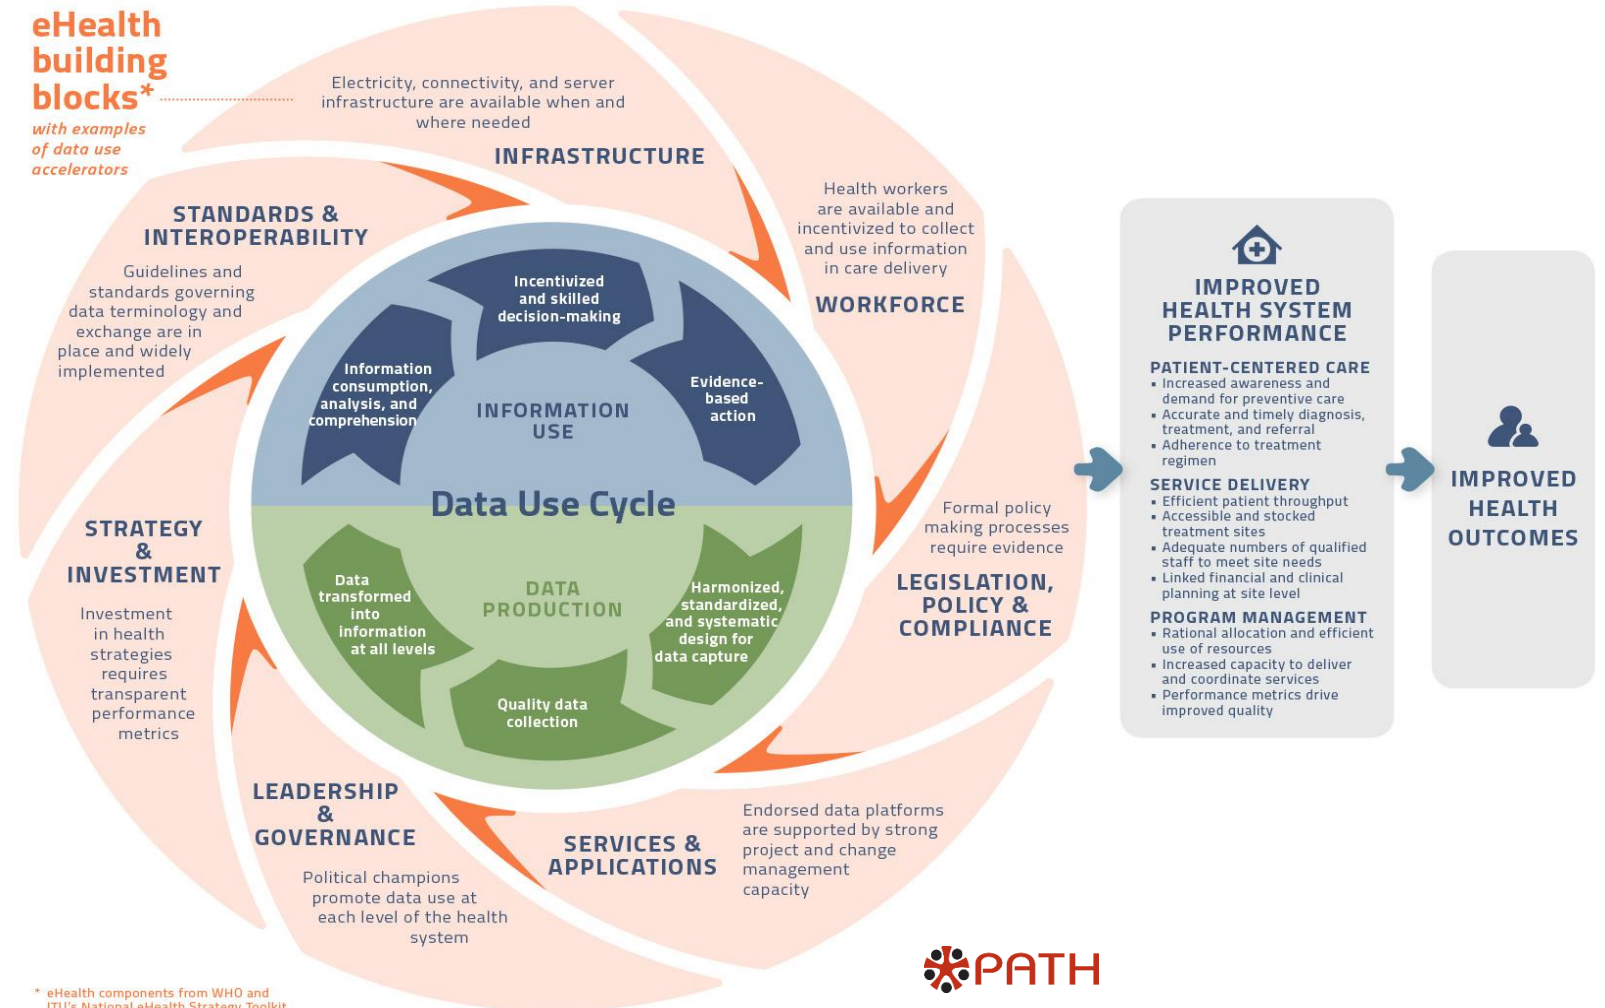 eHealth
building
blocks*
with examples
of data use
accelerators
Electricity, connectivity, and server
infrastructure are available when and
where needed
INFRASTRUCTURE
Health workers
are available and
incentivized to collect
and use information
in care delivery
WORKFORCE
Formal policy
making processes
require evidence
LEGISLATION,
POLICY &
COMPLIANCE
Endorsed data platforms
are supported by strong
project and change
management
capacity
SERVICES &
APPLICATIONS
LEADERSHIP
&
GOVERNANCE
Political champions
promote data use at
each level of the health
system
STRATEGY
&
INVESTMENT
Investment
in health
strategies
requires
transparent
performance
metrics
STANDARDS &
INTEROPERABILITY
Guidelines and
standards governing
data terminology and
exchange are in
place and widely
implemented
Incentivized
and skilled
decision-making
Evidence-
based
action
Information
consumption,
analysis, and
comprehension
INFORMATION
USE
Data Use Cycle
DATA
PRODUCTION
Harmonized,
standardized,
and systematic
design for
data capture
Quality data
collection
Data
transformed
into
information
at all levels
IMPROVED
HEALTH SYSTEM
PERFORMANCE
PATIENT-CENTERED CARE
▪ Increased awareness and
demand for preventive care
▪ Accurate and timely diagnosis,
treatment, and referral
▪ Adherence to treatment
regimen
SERVICE DELIVERY
▪ Efficient patient throughput
▪ Accessible and stocked
treatment sites
▪ Adequate numbers of qualified
staff to meet site needs
▪ Linked financial and clinical
planning at site level
PROGRAM MANAGEMENT
▪ Rational allocation and efficient
use of resources
▪ Increased capacity to deliver
and coordinate services
▪ Performance metrics drive
improved quality
IMPROVED
HEALTH
OUTCOMES
PATH
* eHealth components from WHO and
ITU's National eHealth Strategy Toolkit